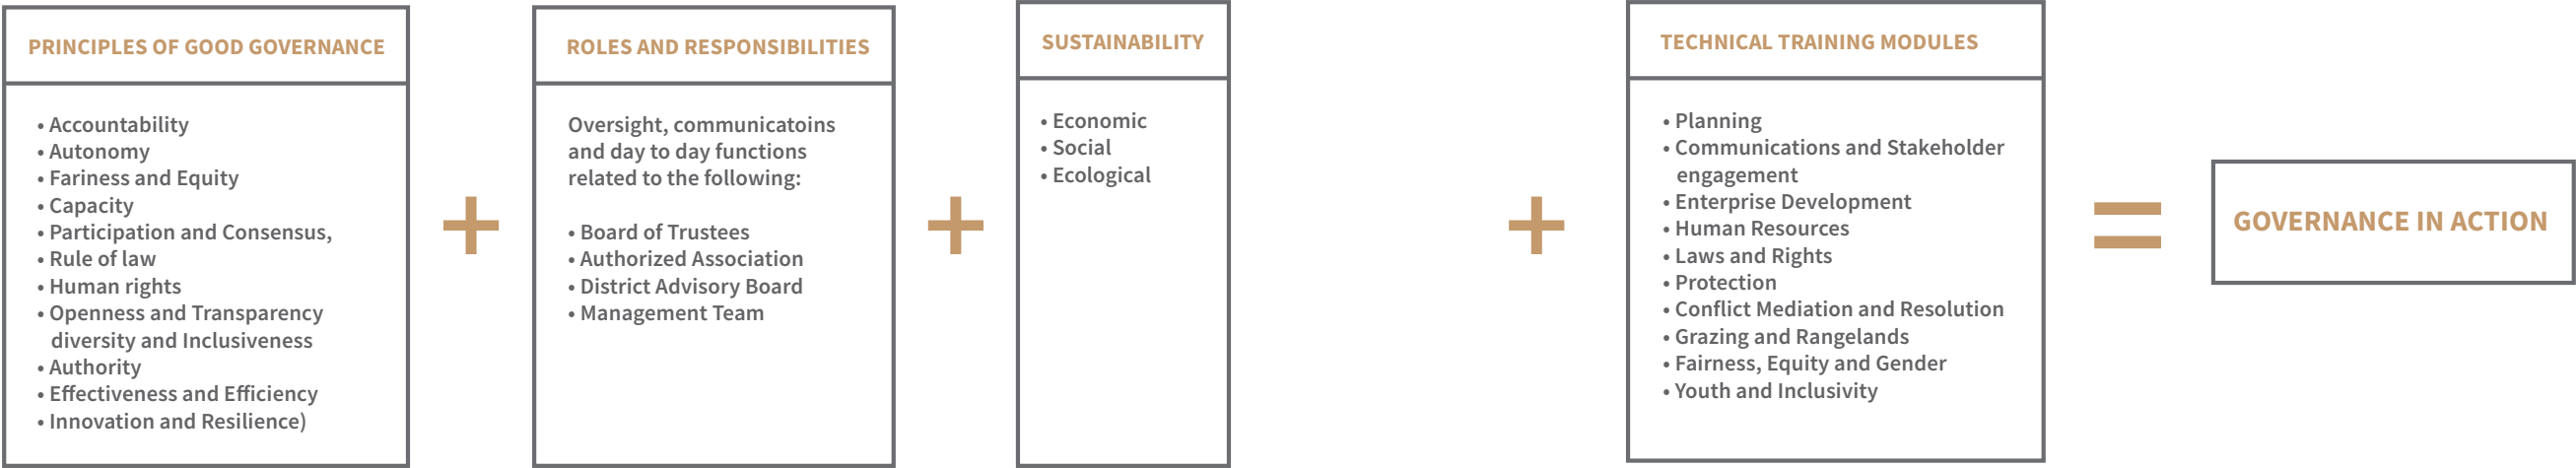 PRINCIPLES OF GOOD GOVERNANCE
• Accountability
• Autonomy
• Fariness and Equity
• Capacity
• Participation and Consensus,
• Rule of law
• Human rights
• Openness and Transparency
diversity and Inclusiveness
• Authority
• Effectiveness and Efficiency
• Innovation and Resilience)
+
ROLES AND RESPONSIBILITIES
Oversight, communicatoins
and day to day functions
related to the following:
• Board of Trustees
• Authorized Association
• District Advisory Board
• Management Team
+
SUSTAINABILITY
• Economic
• Social
• Ecological
+
TECHNICAL TRAINING MODULES
• Planning
• Communications and Stakeholder
engagement
• Enterprise Development
• Human Resources
• Laws and Rights
• Protection
• Conflict Mediation and Resolution
• Grazing and Rangelands
• Fairness, Equity and Gender
• Youth and Inclusivity
=
GOVERNANCE IN ACTION